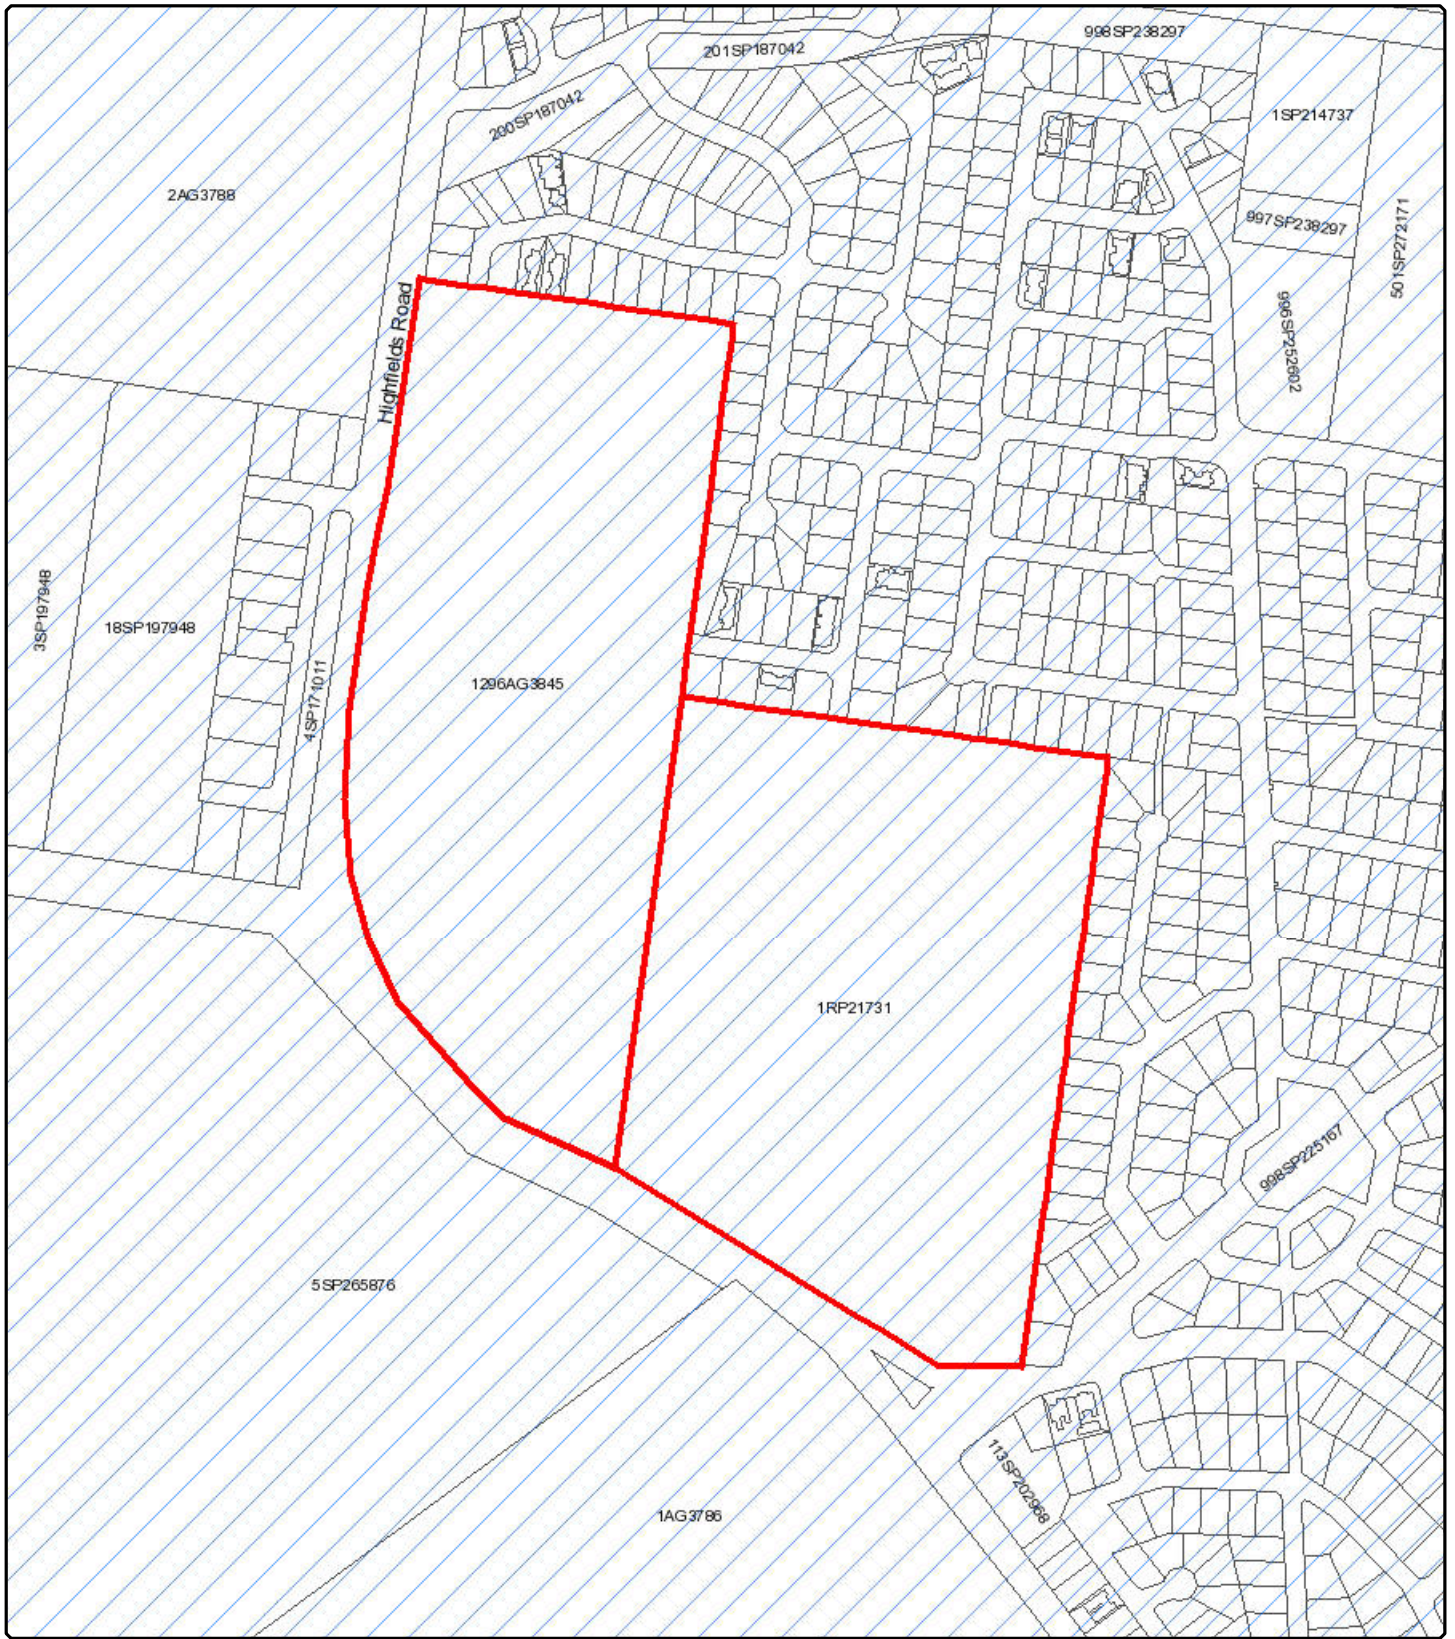 998SP238297
201SP187042
200SP187042
1SP214737
2AG3788
997SP238297
501SP272171
Highfields Road
996SP252602
3SP197948
18SP197948
4SP171011
1296AG3845
1RP21731
998SP225167
5SP265876
113SP202968
1AG3786